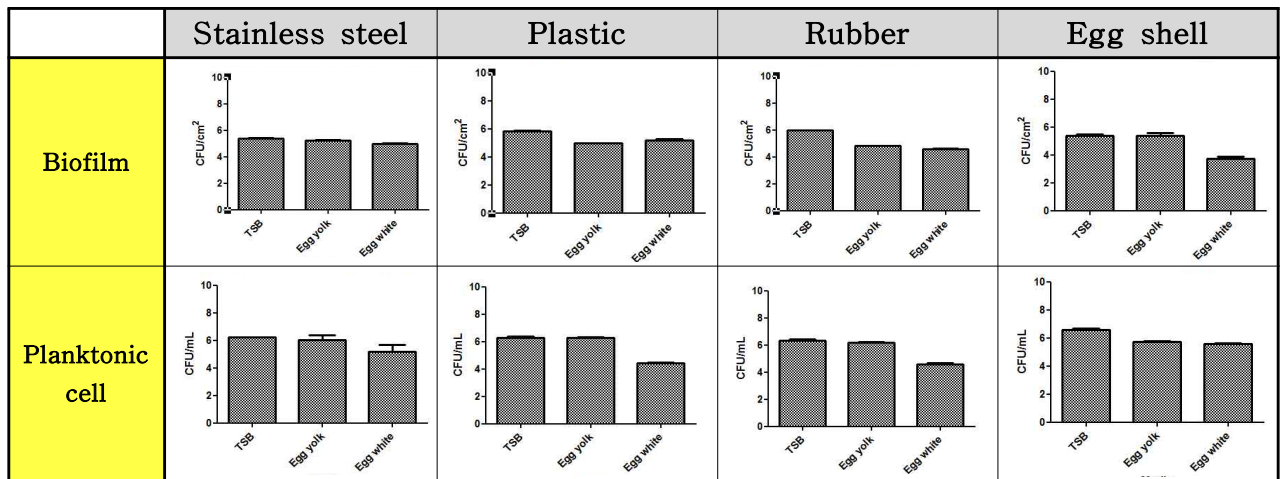 Stainless steel
Plastic
Rubber
Egg shell
Biofilm
10
8
6
4
2
0
CFU/cm2
TSB
Egg yolk
Egg white
10
8
6
4
2
0
CFU/cm2
TSB
Egg yolk
Egg white
10
8
6
4
2
0
CFU/cm2
TSB
Egg yolk
Egg white
10
8
6
4
2
0
CFU/cm2
TSB
Egg yolk
Egg white
Planktonic
cell
10
8
6
4
2
0
CFU/mL
TSB
Egg yolk
Egg white
10
8
6
4
2
0
CFU/mL
TSB
Egg yolk
Egg white
10
8
6
4
2
0
CFU/mL
TSB
Egg yolk
Egg white
10
8
6
4
2
0
CFU/mL
TSB
Egg yolk
Egg white